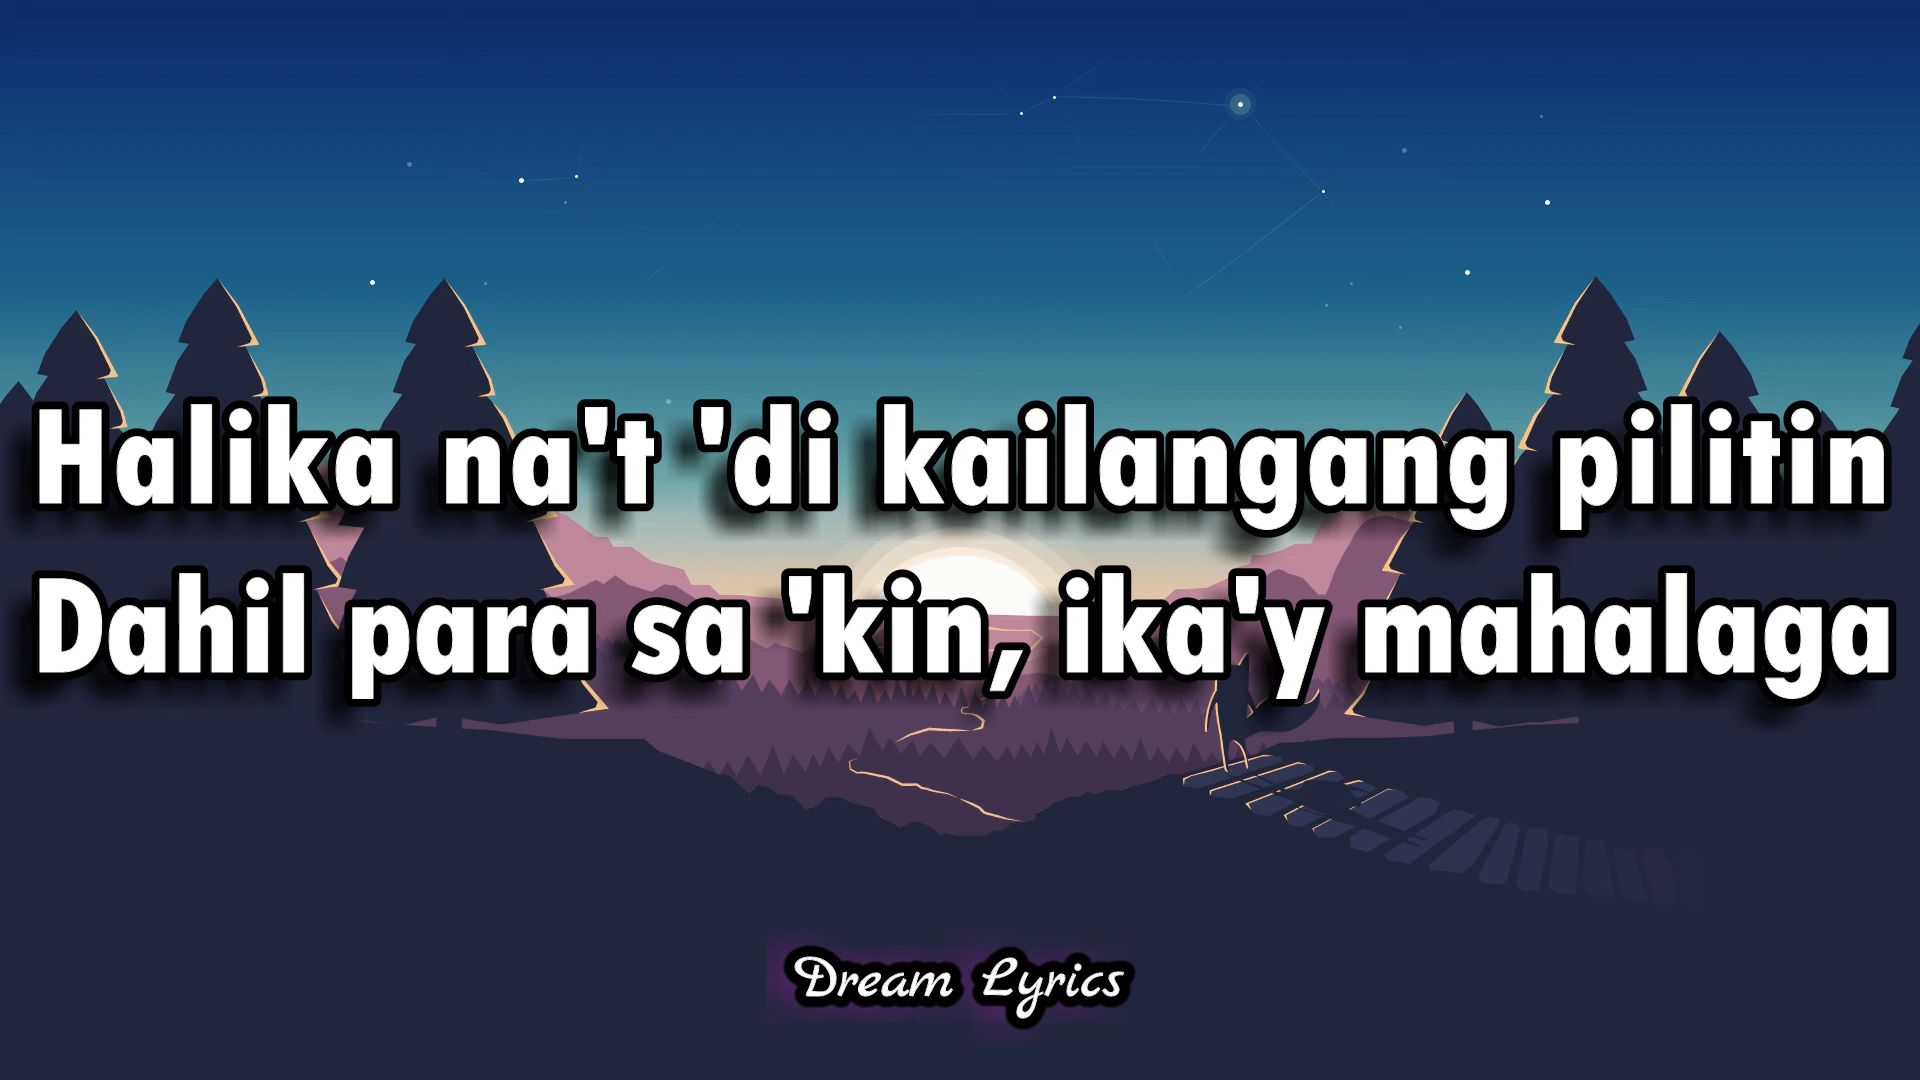 Halika na't 'di kailangang pilitin
Dahil para sa 'kin, ika'y mahalaga
Dream Lyrics